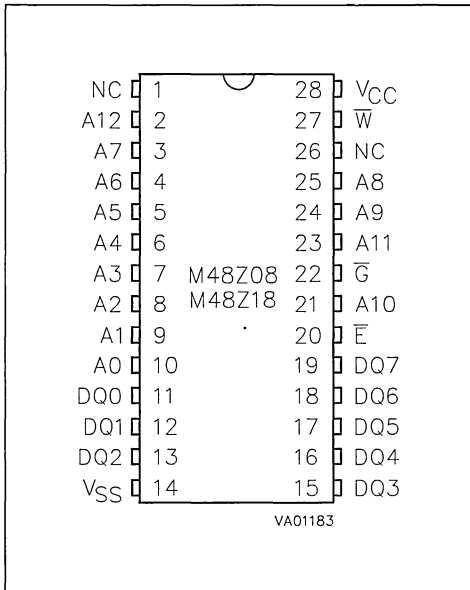 NC 1 28 VCC
A12 2 27 W̅
A7 3 26 NC
A6 4 25 A8
A5 5 24 A9
A4 6 23 A11
A3 7 M48Z08 22 G̅
A2 8 M48Z18 21 A10
A1 9 20 E̅
A0 10 19 DQ7
DQ0 11 18 DQ6
DQ1 12 17 DQ5
DQ2 13 16 DQ4
VSS 14 15 DQ3
VA01183